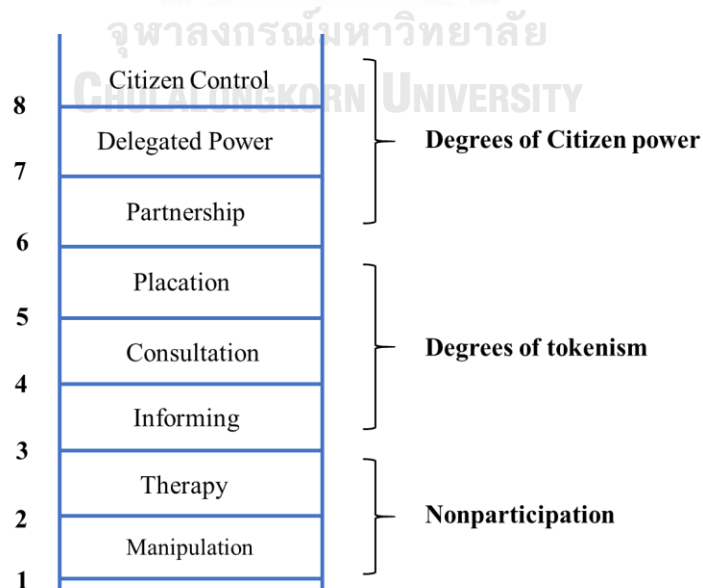 จุฬาลงกรณ์มหาวิทยาลัย
CHULALONGKORN UNIVERSITY
Citizen Control
8
Delegated Power
Degrees of Citizen power
7
Partnership
6
Placation
5
Consultation
Degrees of tokenism
4
Informing
3
Therapy
2
Nonparticipation
Manipulation
1